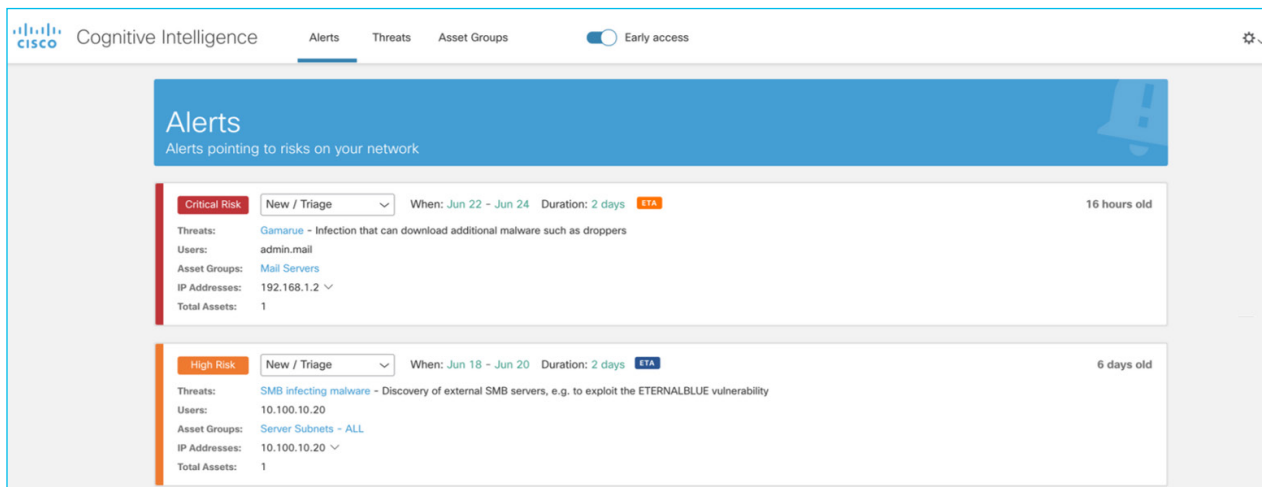 CISCO Cognitive Intelligence Alerts Threats Asset Groups Early access
Alerts
Alerts pointing to risks on your network
Critical Risk New / Triage When: Jun 22 - Jun 24 Duration: 2 days ETA 16 hours old
Threats: Gamarue - Infection that can download additional malware such as droppers
Users: admin.mail
Asset Groups: Mail Servers
IP Addresses: 192.168.1.2
Total Assets: 1
High Risk New / Triage When: Jun 18 - Jun 20 Duration: 2 days ETA 6 days old
Threats: SMB infecting malware - Discovery of external SMB servers, e.g. to exploit the ETERNALBLUE vulnerability
Users: 10.100.10.20
Asset Groups: Server Subnets - ALL
IP Addresses: 10.100.10.20
Total Assets: 1